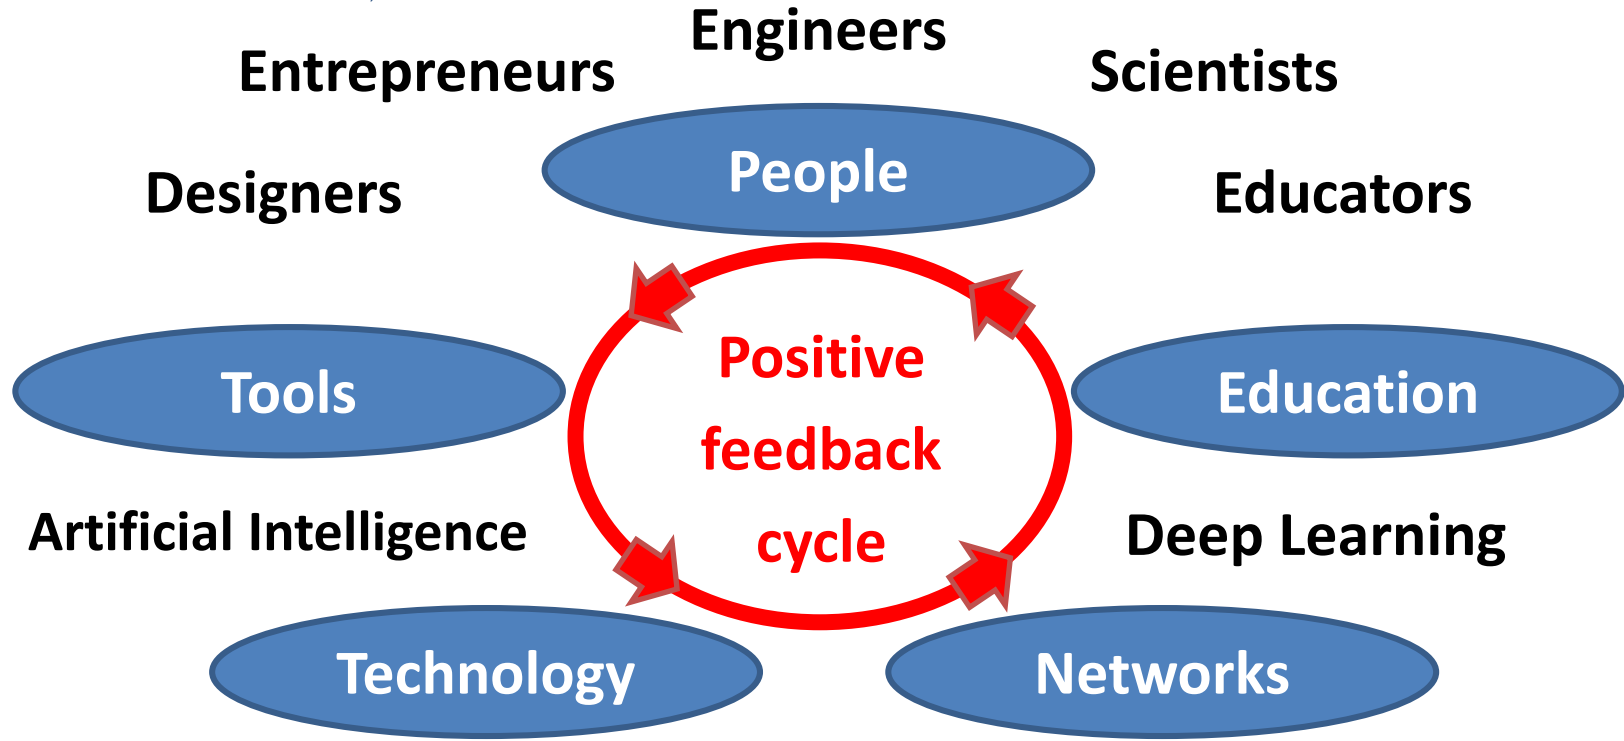 Engineers
Entrepreneurs
Scientists
People
Designers
Educators
Positive
feedback
cycle
Tools
Education
Artificial Intelligence
Deep Learning
Technology
Networks